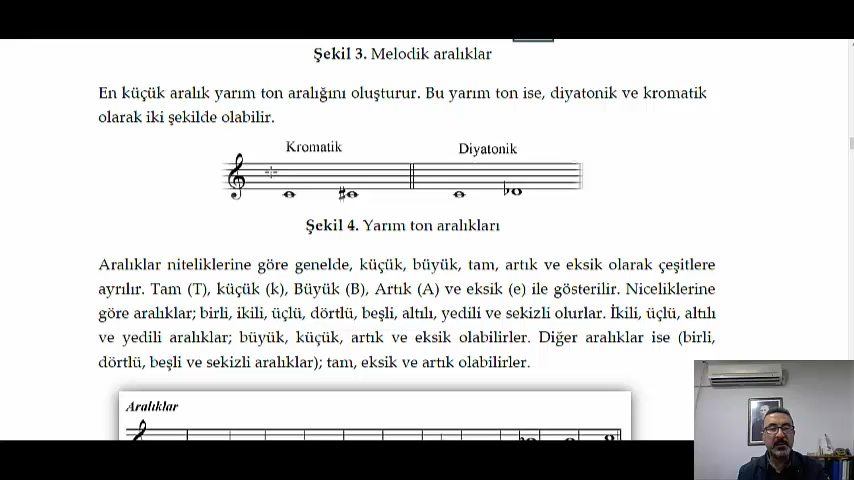 Şekil 3. Melodik aralıklar
En küçük aralık yarım ton aralığını oluşturur. Bu yarım ton ise, diyatonik ve kromatik
olarak iki şekilde olabilir.
Kromatik Diyatonik
Şekil 4. Yarım ton aralıkları
Aralıklar niteliklerine göre genelde, küçük, büyük, tam, artık ve eksik olarak çeşitlere
ayrılır. Tam (T), küçük (k), Büyük (B), Artık (A) ve eksik (e) ile gösterilir. Niceliklerine
göre aralıklar; birli, ikili, üçlü, dörtlü, beşli, altılı, yedili ve sekizli olurlar. İkili, üçlü, altılı
ve yedili aralıklar; büyük, küçük, artık ve eksik olabilirler. Diğer aralıklar ise (birli,
dörtlü, beşli ve sekizli aralıklar); tam, eksik ve artık olabilirler.
Aralıklar